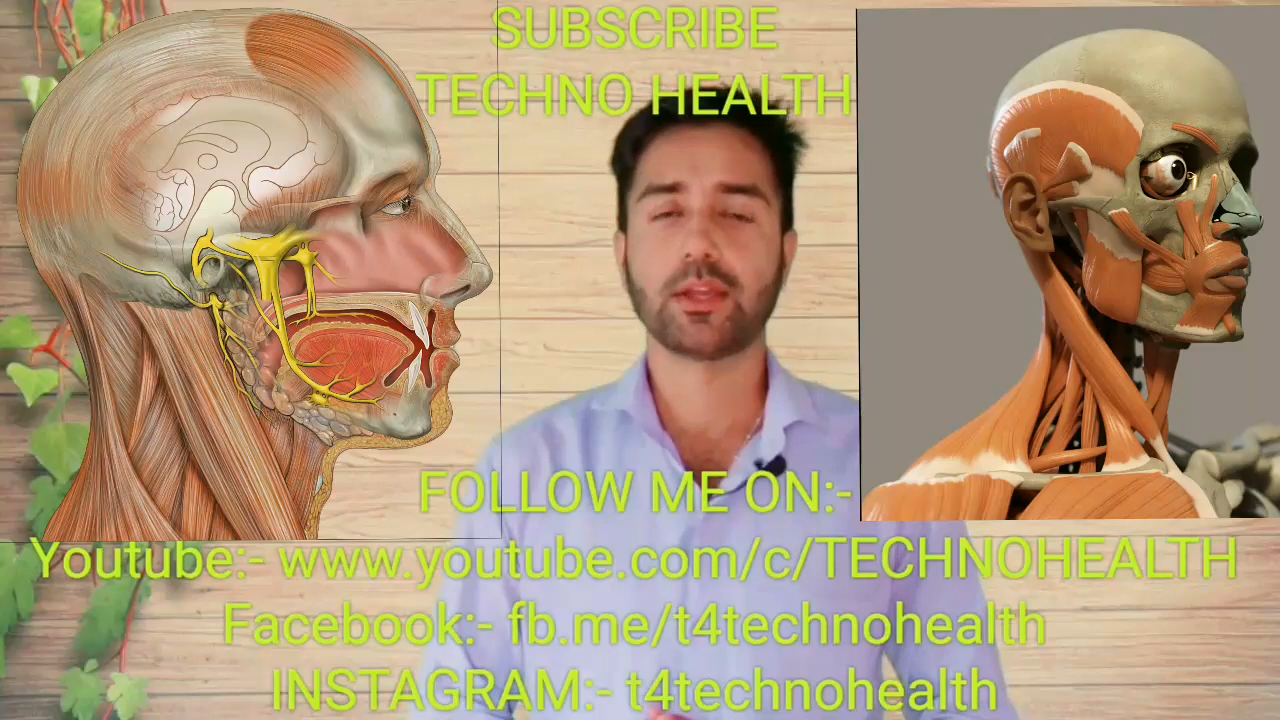 SUBSCRIBE
TECHNO HEALTH
FOLLOW ME ON:-
Youtube:- www.youtube.com/c/TECHNOHEALTH
Facebook:- fb.me/t4technohealth
INSTAGRAM:- t4technohealth